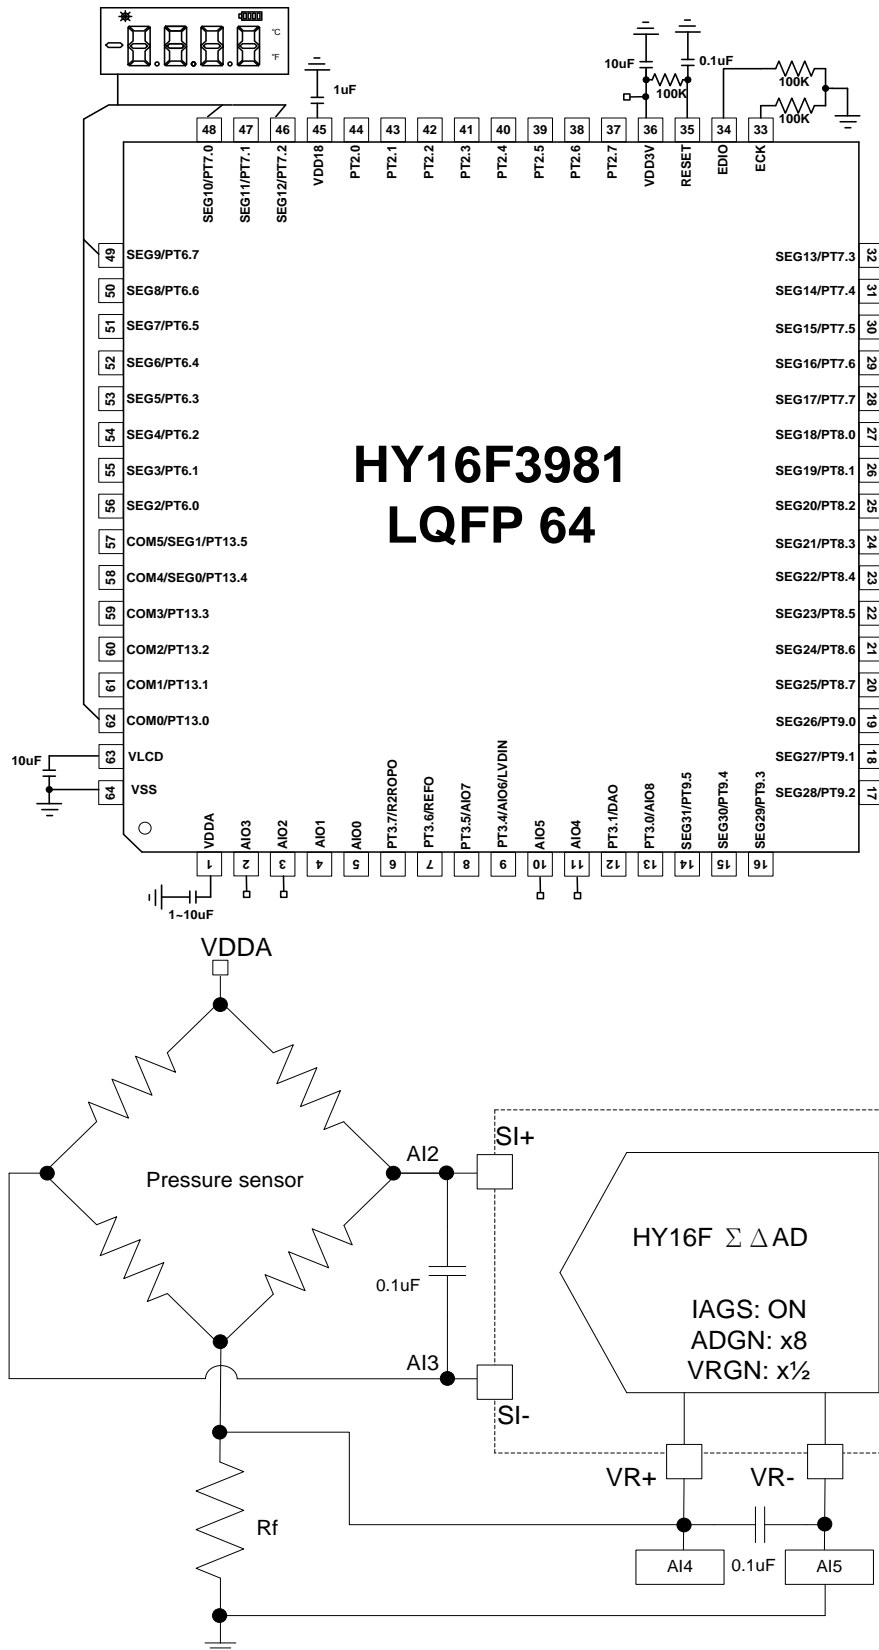 °C
°F
1uF
10uF
0.1uF
100K
100K
100K
48 47 46 45 44 43 42 41 40 39 38 37 36 35 34 33
SEG10/PT7.0
SEG11/PT7.1
SEG12/PT7.2
VDD18
PT2.0
PT2.1
PT2.2
PT2.3
PT2.4
PT2.5
PT2.6
PT2.7
VDD3V
RESET
EDIO
ECK
49 SEG9/PT6.7
50 SEG8/PT6.6
51 SEG7/PT6.5
52 SEG6/PT6.4
53 SEG5/PT6.3
54 SEG4/PT6.2
55 SEG3/PT6.1
56 SEG2/PT6.0
57 COM5/SEG1/PT13.5
58 COM4/SEG0/PT13.4
59 COM3/PT13.3
60 COM2/PT13.2
61 COM1/PT13.1
62 COM0/PT13.0
63 VLCD
64 VSS
10uF
HY16F3981
LQFP 64
SEG13/PT7.3 32
SEG14/PT7.4 31
SEG15/PT7.5 30
SEG16/PT7.6 29
SEG17/PT7.7 28
SEG18/PT8.0 27
SEG19/PT8.1 26
SEG20/PT8.2 25
SEG21/PT8.3 24
SEG22/PT8.4 23
SEG23/PT8.5 22
SEG24/PT8.6 21
SEG25/PT8.7 20
SEG26/PT9.0 19
SEG27/PT9.1 18
SEG28/PT9.2 17
VDDA
AIO3
AIO2
AIO1
AIO0
PT3.7/R2ROPO
PT3.6/REFO
PT3.5/AIO7
PT3.4/AIO6/LVDIN
AIO5
AIO4
PT3.1/DAO
PT3.0/AIO8
SEG31/PT9.5
SEG30/PT9.4
SEG29/PT9.3
1 2 3 4 5 6 7 8 9 10 11 12 13 14 15 16
1~10uF
VDDA
Pressure sensor
AI2
SI+
0.1uF
AI3
SI-
HY16F Σ Δ AD
IAGS: ON
ADGN: x8
VRGN: x½
VR+
VR-
Rf
AI4
0.1uF
AI5